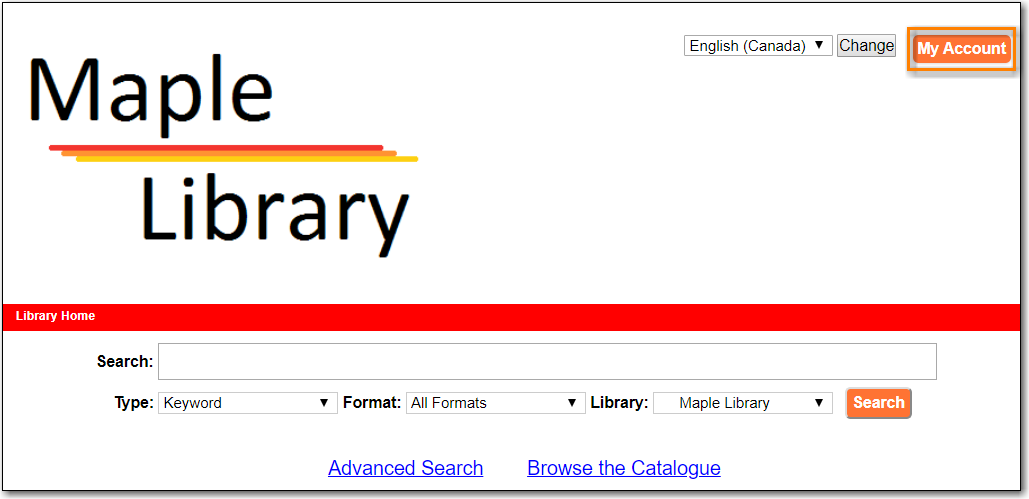 English (Canada) Change My Account
Maple
Library
Library Home
Search:
Type: Keyword Format: All Formats Library: Maple Library Search
Advanced Search Browse the Catalogue